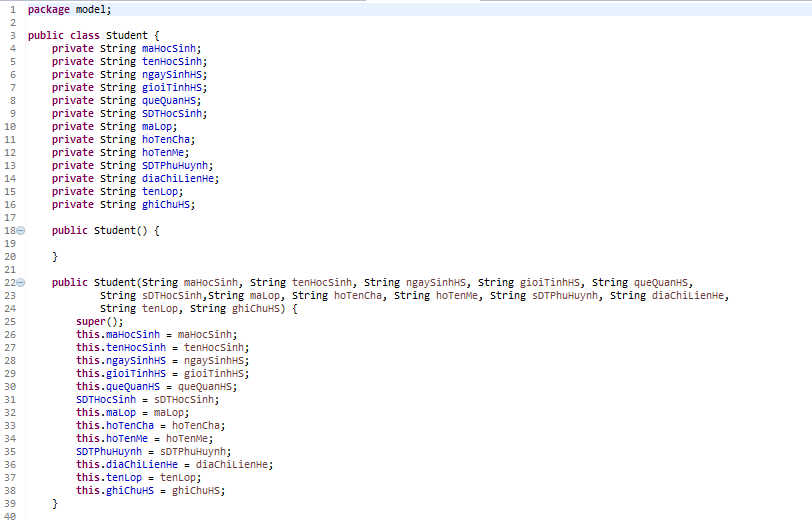 1 package model;
2
3 public class Student {
4 private String maHocSinh;
5 private String tenHocSinh;
6 private String ngaySinhHS;
7 private String gioiTinhHS;
8 private String queQuanHS;
9 private String SDTHocSinh;
10 private String maLop;
11 private String hoTenCha;
12 private String hoTenMe;
13 private String SDTPhuHuynh;
14 private String diaChiLienHe;
15 private String tenLop;
16 private String ghiChuHS;
17
18 public Student() {
19
20 }
21
22 public Student(String maHocSinh, String tenHocSinh, String ngaySinhHS, String gioiTinhHS, String queQuanHS,
23 String sDTHocSinh,String maLop, String hoTenCha, String hoTenMe, String sDTPhuHuynh, String diaChiLienHe,
24 String tenLop, String ghiChuHS) {
25 super();
26 this.maHocSinh = maHocSinh;
27 this.tenHocSinh = tenHocSinh;
28 this.ngaySinhHS = ngaySinhHS;
29 this.gioiTinhHS = gioiTinhHS;
30 this.queQuanHS = queQuanHS;
31 SDTHocSinh = sDTHocSinh;
32 this.maLop = maLop;
33 this.hoTenCha = hoTenCha;
34 this.hoTenMe = hoTenMe;
35 SDTPhuHuynh = sDTPhuHuynh;
36 this.diaChiLienHe = diaChiLienHe;
37 this.tenLop = tenLop;
38 this.ghiChuHS = ghiChuHS;
39 }
40